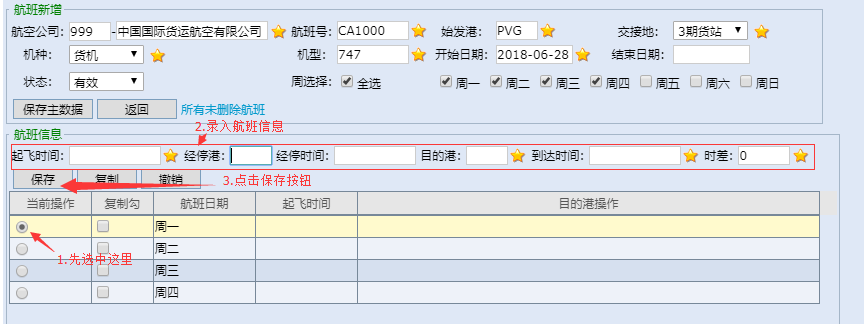 航班新增
航空公司: 999 -中国国际货运航空有限公司 航班号: CA1000 始发港: PVG 交接地: 3期货站
机种: 货机 机型: 747 开始日期: 2018-06-28 结束日期:
状态: 有效 周选择: 全选 周一 周二 周三 周四 周五 周六 周日
保存主数据 返回 所有未删除航班
航班信息 2.录入航班信息
起飞时间: 经停港: 经停时间: 目的港: 到达时间: 时差: 0
保存 复制 撤销 3.点击保存按钮
当前操作 复制勾 航班日期 起飞时间 目的港操作
周一
周二
1.先选中这里
周三
周四